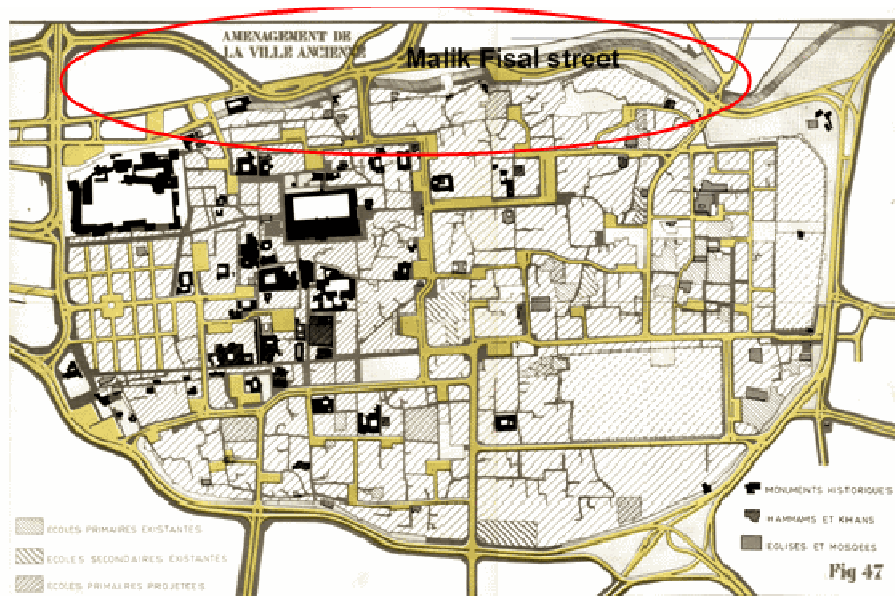 AMENAGEMENT DE
LA VILLE ANCIENNE
Malik Fisal street
ECOLES PRIMAIRES EXISTANTES
ECOLES SECONDAIRES EXISTANTES
ECOLES PRIMAIRES PROJETEES
MONUMENTS HISTORIQUES
HAMMAMS ET KHANS
EGLISES ET MOSQUEES
Fig 47